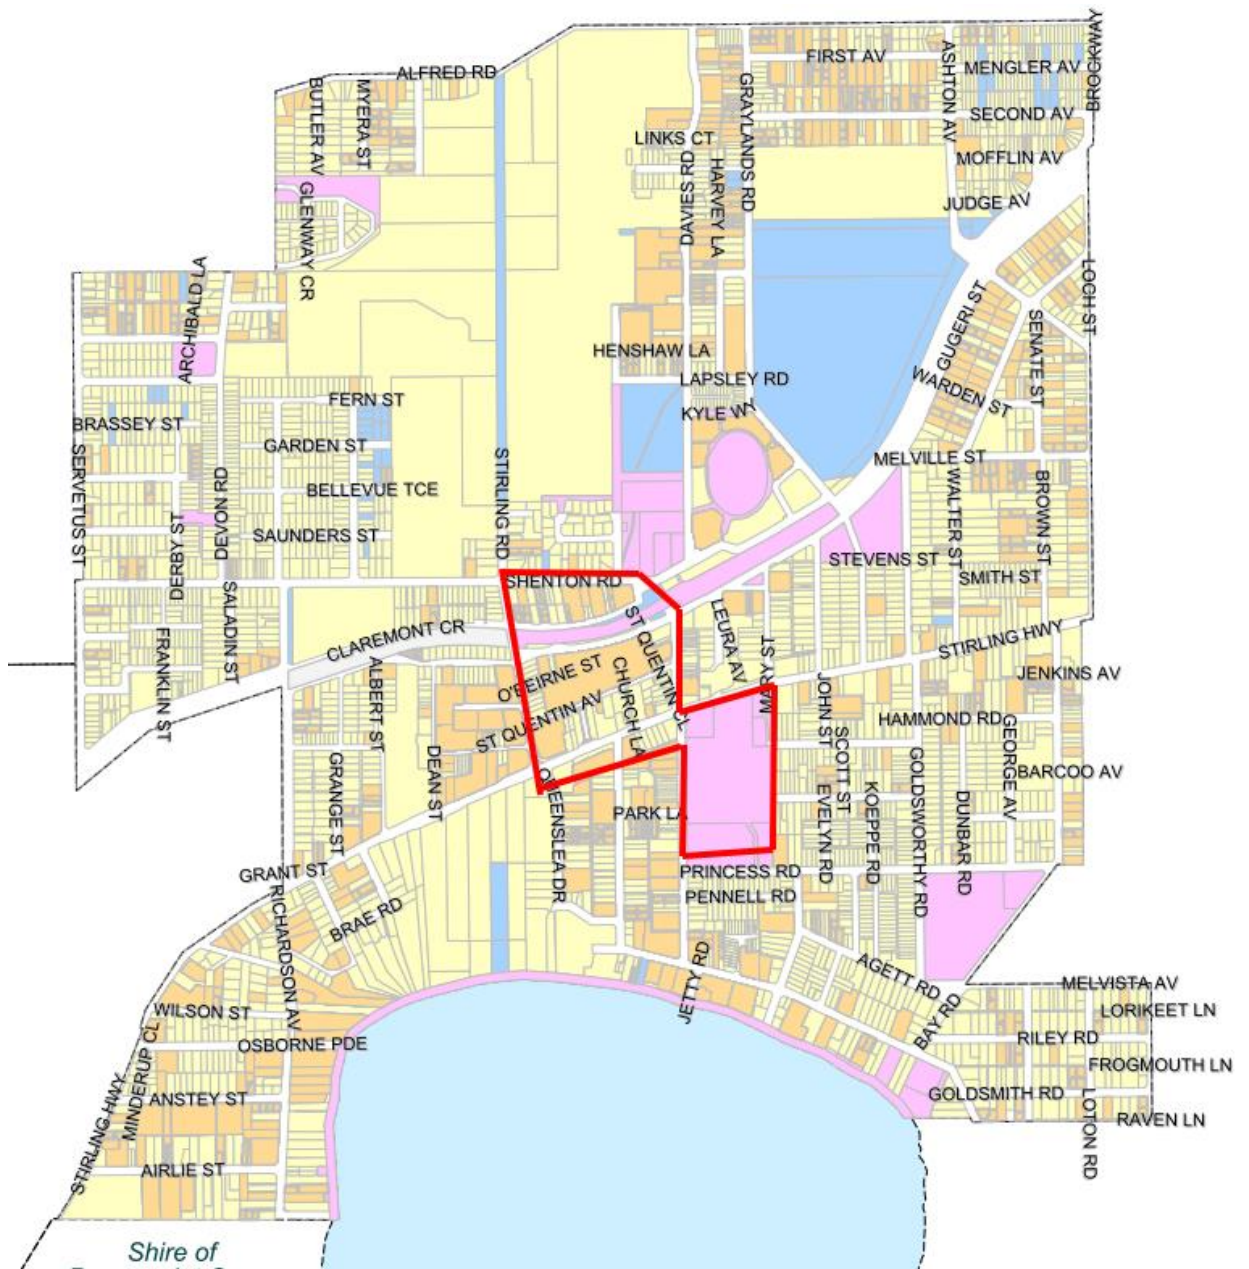 BROCKWAY
FIRST AV
ASHTON AV
ALFRED RD
MENGLER AV
BUTLER AV
MYERA ST
GRAYLANDS RD
SECOND AV
LINKS CT
MOFFLIN AV
DAVIES RD
HARVEY LA
JUDGE AV
GLENWAY CR
ARCHIBALD LA
LOCH ST
GUGERI ST
SENATE ST
HENSHAW LA
LAPSLEY RD
WARDEN ST
FERN ST
KYLE WY
BRASSEY ST
GARDEN ST
SERVETUS ST
STIRLING RD
MELVILLE ST
DEVON RD
BELLEVUE TCE
WALTER ST
BROWN ST
DERBY ST
SAUNDERS ST
STEVENS ST
SHENTON RD
SMITH ST
SALADIN ST
ST QUENTIN CL
LEURA AV
FRANKLIN ST
CLAREMONT CR
MARY ST
STIRLING HWY
ALBERT ST
O'BEIRNE ST
CHURCH LA
JOHN ST
JENKINS AV
ST QUENTIN AV
HAMMOND RD
GEORGE AV
DEAN ST
SCOTT ST
GOLDSWORTHY RD
GRANGE ST
QUEENSLEA DR
BARCOO AV
PARK LA
EVELYN RD
KOEPPE RD
DUNBAR RD
GRANT ST
PRINCESS RD
RICHARDSON AV
PENNELL RD
BRAE RD
JETTY RD
AGETT RD
MELVISTA AV
WILSON ST
BAY RD
LORIKEET LN
MINDERUP CL
OSBORNE PDE
RILEY RD
FROGMOUTH LN
STIRLING HWY
ANSTEY ST
GOLDSMITH RD
LOTON RD
RAVEN LN
AIRLIE ST
Shire of